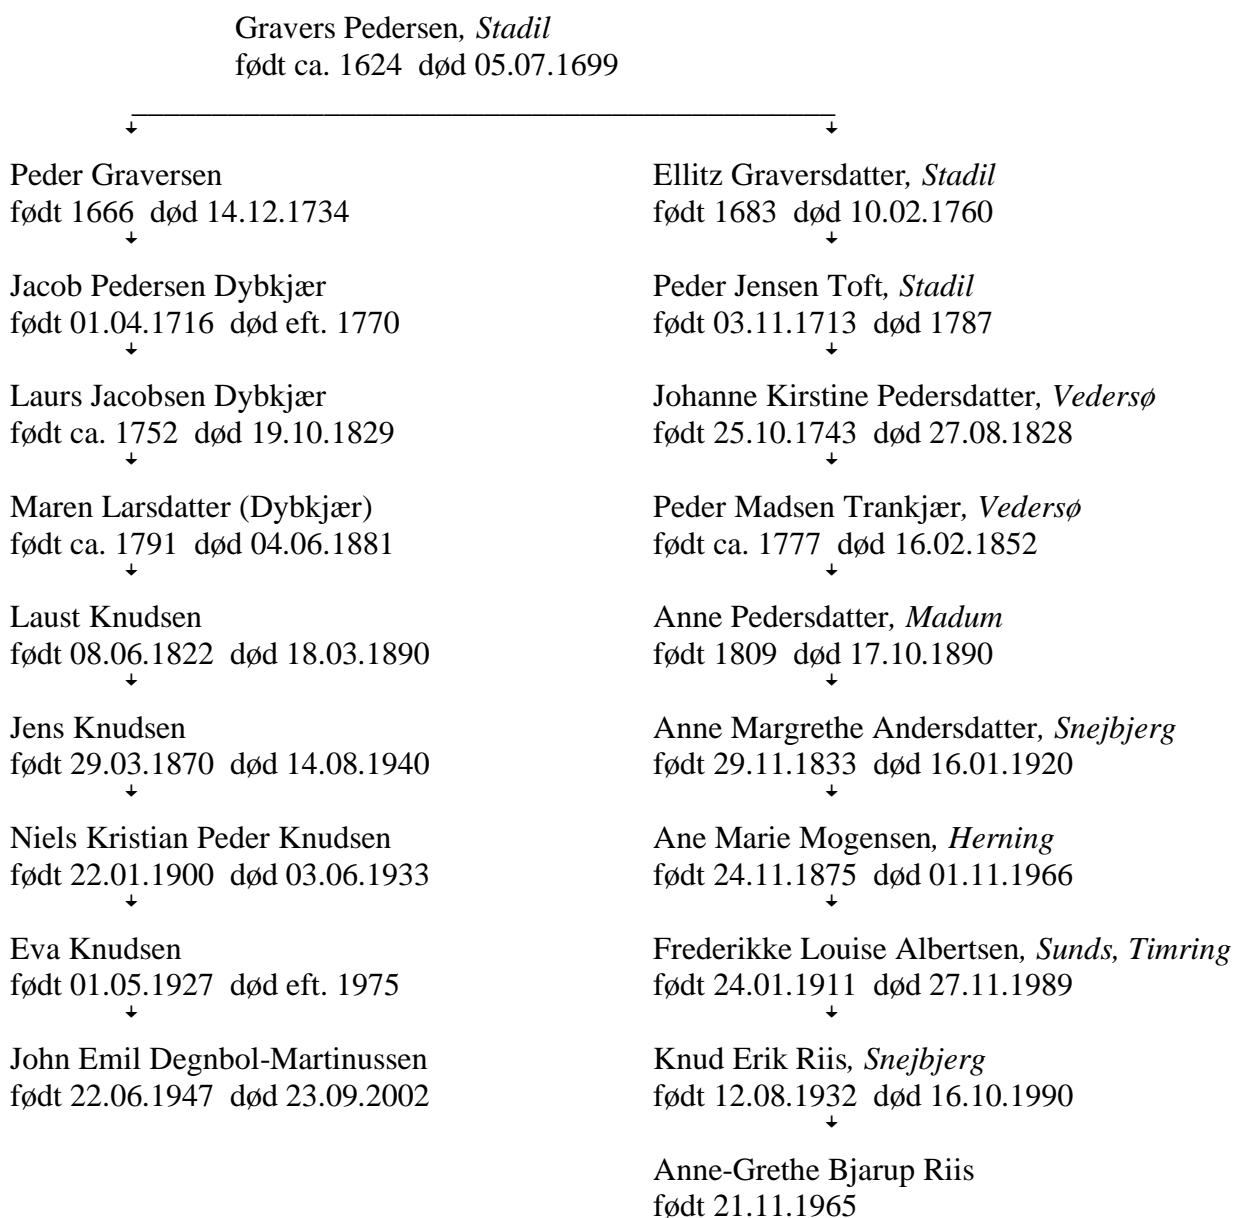 Gravers Pedersen, Stadil
født ca. 1624  død 05.07.1699
Peder Graversen
født 1666  død 14.12.1734
Jacob Pedersen Dybkjær
født 01.04.1716  død eft. 1770
Laurs Jacobsen Dybkjær
født ca. 1752  død 19.10.1829
Maren Larsdatter (Dybkjær)
født ca. 1791  død 04.06.1881
Laust Knudsen
født 08.06.1822  død 18.03.1890
Jens Knudsen
født 29.03.1870  død 14.08.1940
Niels Kristian Peder Knudsen
født 22.01.1900  død 03.06.1933
Eva Knudsen
født 01.05.1927  død eft. 1975
John Emil Degnbol-Martinussen
født 22.06.1947  død 23.09.2002
Ellitz Graversdatter, Stadil
født 1683  død 10.02.1760
Peder Jensen Toft, Stadil
født 03.11.1713  død 1787
Johanne Kirstine Pedersdatter, Vedersø
født 25.10.1743  død 27.08.1828
Peder Madsen Trankjær, Vedersø
født ca. 1777  død 16.02.1852
Anne Pedersdatter, Madum
født 1809  død 17.10.1890
Anne Margrethe Andersdatter, Snejbjerg
født 29.11.1833  død 16.01.1920
Ane Marie Mogensen, Herning
født 24.11.1875  død 01.11.1966
Frederikke Louise Albertsen, Sunds, Timring
født 24.01.1911  død 27.11.1989
Knud Erik Riis, Snejbjerg
født 12.08.1932  død 16.10.1990
Anne-Grethe Bjarup Riis
født 21.11.1965